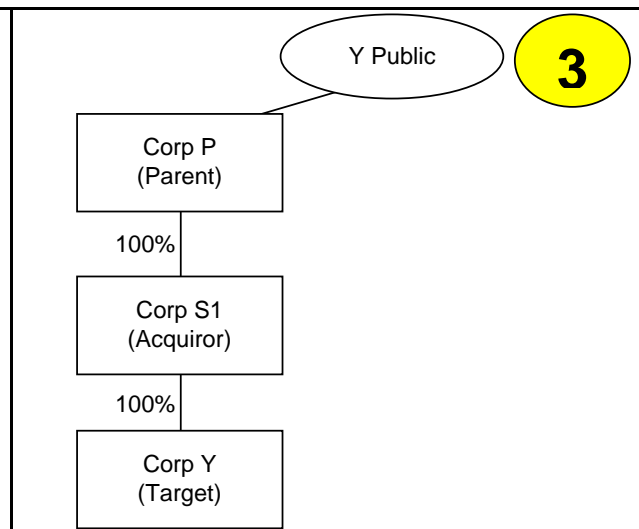 Y Public
3
Corp P
(Parent)
100%
Corp S1
(Acquiror)
100%
Corp Y
(Target)